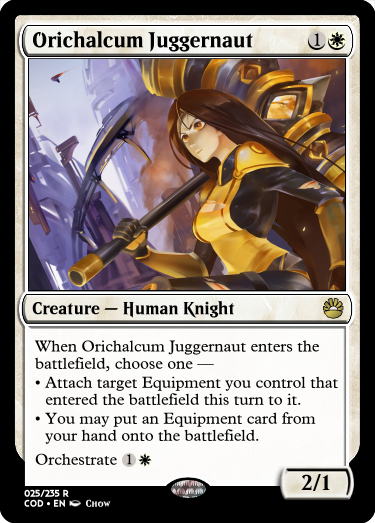 Orichalcum Juggernaut 1
Creature — Human Knight
When Orichalcum Juggernaut enters the
battlefield, choose one —
• Attach target Equipment you control that
entered the battlefield this turn to it.
• You may put an Equipment card from
your hand onto the battlefield.
Orchestrate 1
2/1
025/235 R
COD • EN Chow